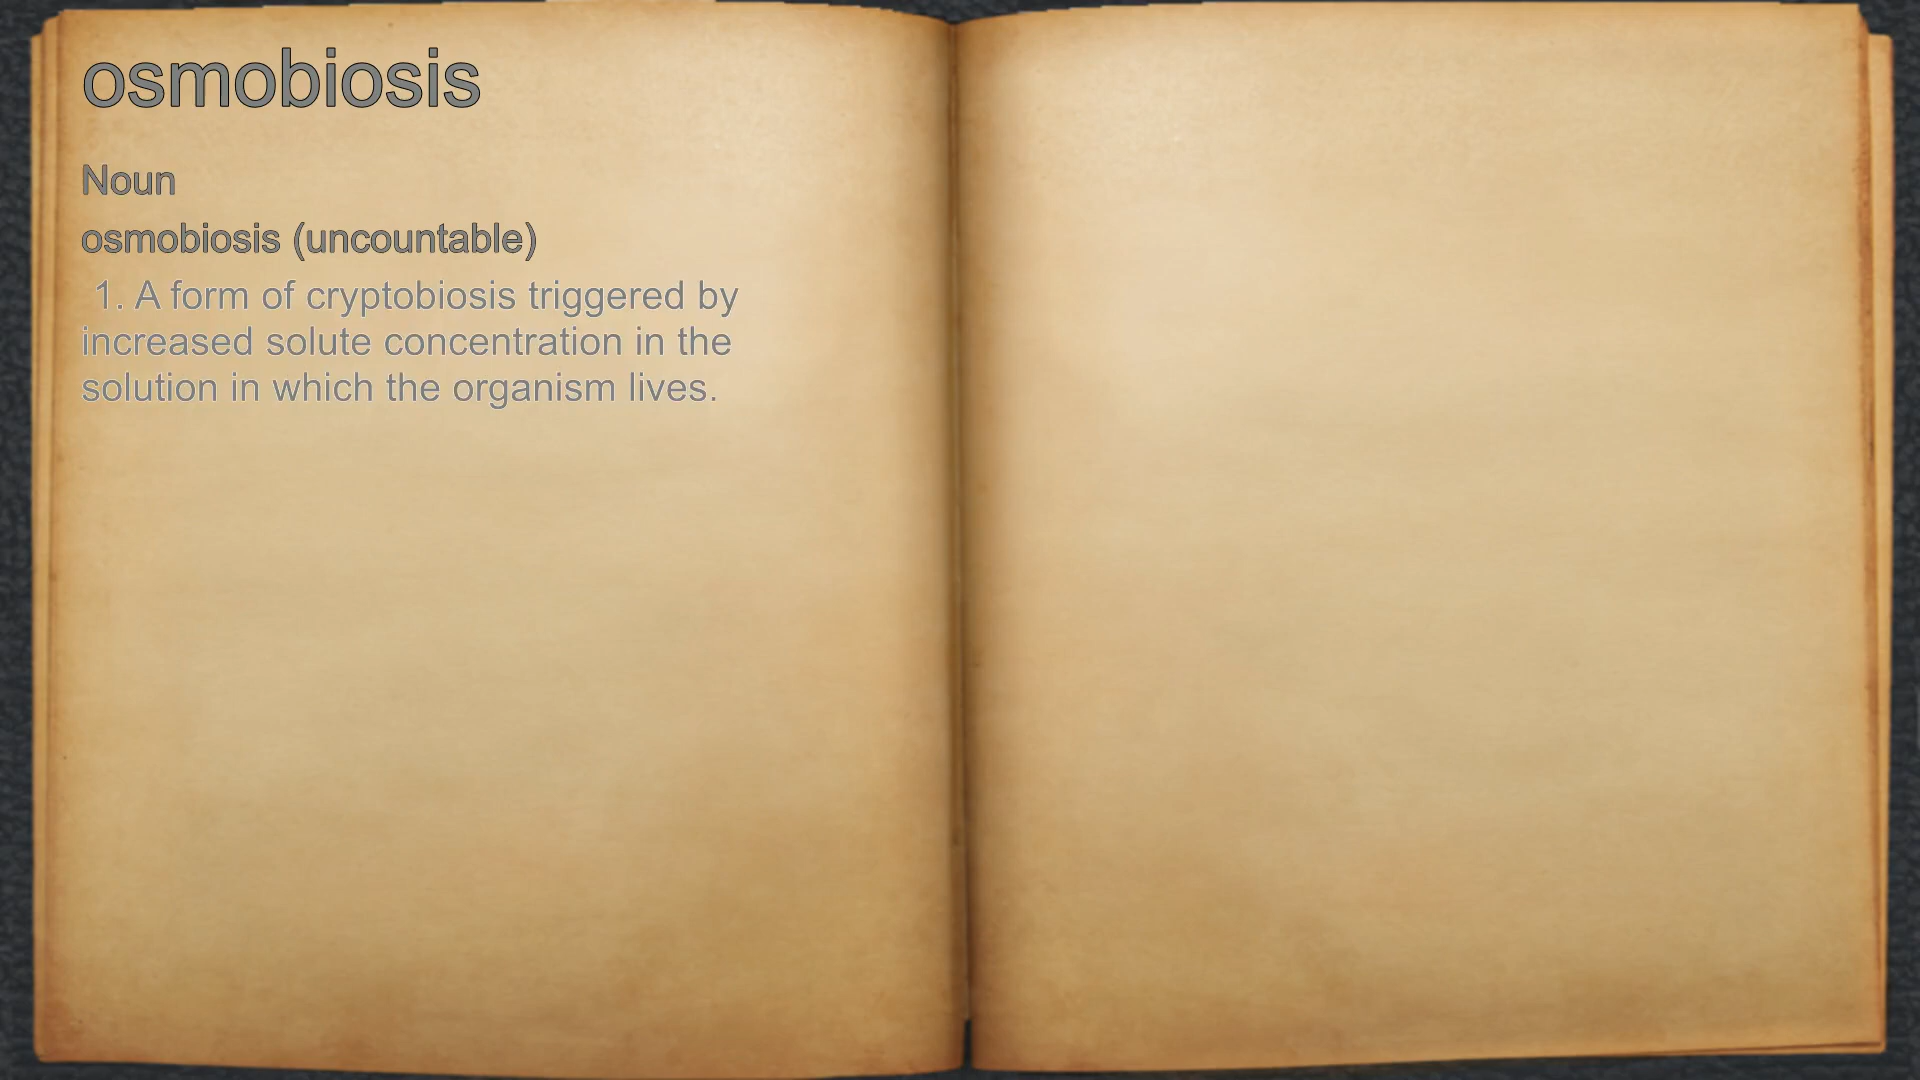 osmobiosis
Noun
osmobiosis (uncountable)
1. A form of cryptobiosis triggered by
increased solute concentration in the
solution in which the organism lives.